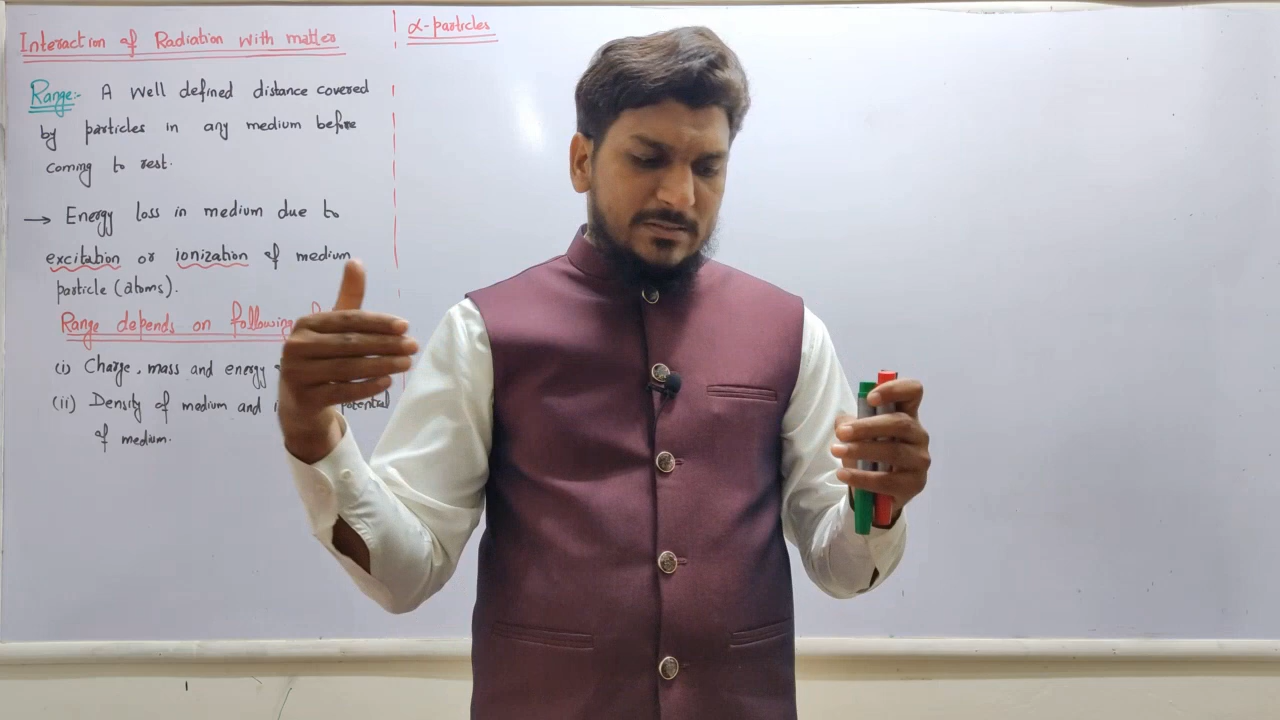 Interaction of Radiation with matter
Range:- A well defined distance covered
by particles in any medium before
coming to rest.
→ Energy loss in medium due to
excitation or ionization of medium
particle (atoms).
Range depends on following
(i) Charge, mass and energy
(ii) Density of medium and potential
of medium.
α-particles